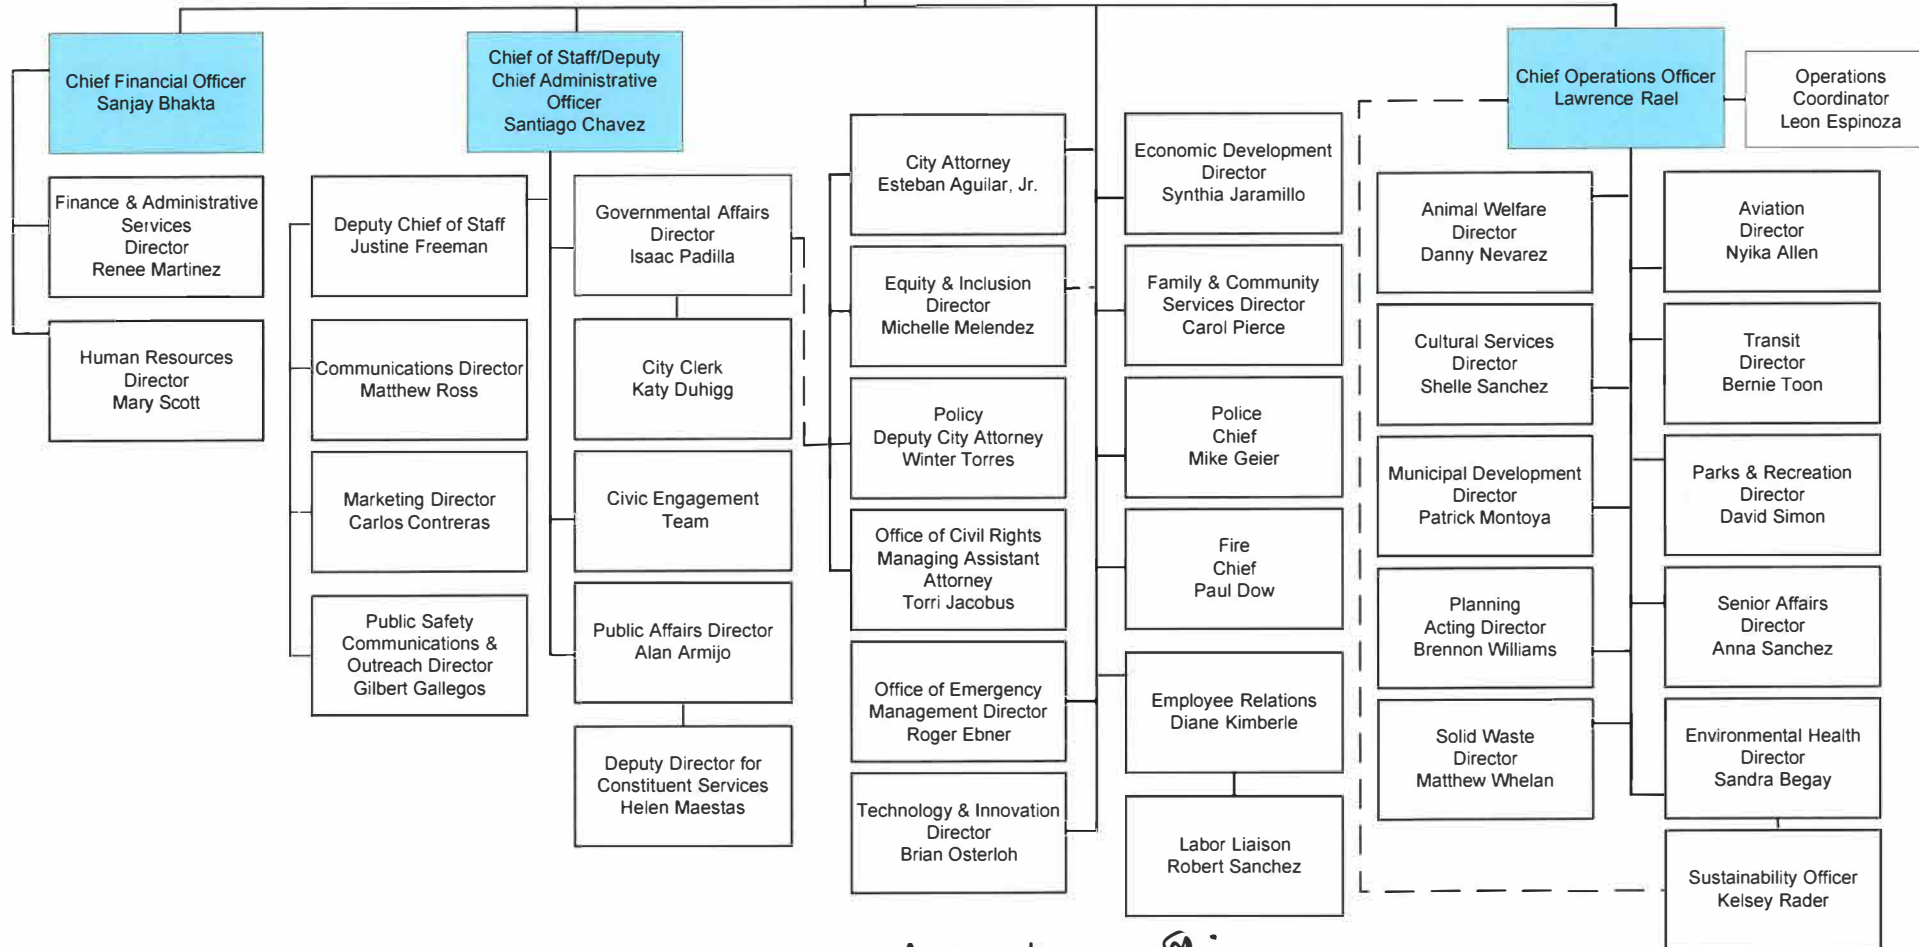 Chief Financial Officer
Sanjay Bhakta
Chief of Staff/Deputy
Chief Administrative
Officer
Santiago Chavez
Chief Operations Officer
Lawrence Rael
Operations
Coordinator
Leon Espinoza
Finance & Administrative
Services
Director
Renee Martinez
Human Resources
Director
Mary Scott
Deputy Chief of Staff
Justine Freeman
Communications Director
Matthew Ross
Marketing Director
Carlos Contreras
Public Safety
Communications &
Outreach Director
Gilbert Gallegos
Governmental Affairs
Director
Isaac Padilla
City Clerk
Katy Duhigg
Civic Engagement
Team
Public Affairs Director
Alan Armijo
Deputy Director for
Constituent Services
Helen Maestas
City Attorney
Esteban Aguilar, Jr.
Equity & Inclusion
Director
Michelle Melendez
Policy
Deputy City Attorney
Winter Torres
Office of Civil Rights
Managing Assistant
Attorney
Torri Jacobus
Office of Emergency
Management Director
Roger Ebner
Technology & Innovation
Director
Brian Osterloh
Economic Development
Director
Synthia Jaramillo
Family & Community
Services Director
Carol Pierce
Police
Chief
Mike Geier
Fire
Chief
Paul Dow
Employee Relations
Diane Kimberle
Labor Liaison
Robert Sanchez
Animal Welfare
Director
Danny Nevarez
Cultural Services
Director
Shelle Sanchez
Municipal Development
Director
Patrick Montoya
Planning
Acting Director
Brennon Williams
Solid Waste
Director
Matthew Whelan
Aviation
Director
Nyika Allen
Transit
Director
Bernie Toon
Parks & Recreation
Director
David Simon
Senior Affairs
Director
Anna Sanchez
Environmental Health
Director
Sandra Begay
Sustainability Officer
Kelsey Rader